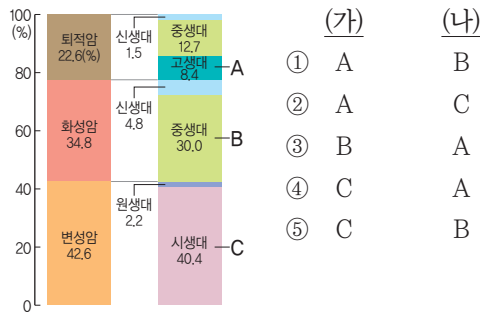 100
(%)
80
60
40
20
0
퇴적암
22.6(%)
화성암
34.8
변성암
42.6
신생대
1.5
신생대
4.8
원생대
2.2
중생대
12.7
고생대
8.4
중생대
30.0
시생대
40.4
A
B
C
(가) (나)
① A B
② A C
③ B A
④ C A
⑤ C B